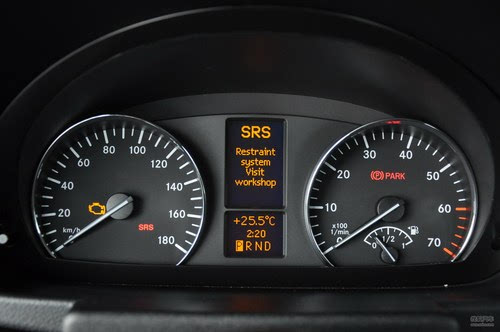 20
40
60
80
100
120
140
160
180
km/h
SRS
SRS
Restraint
system
Visit
workshop
+25.5°C
2:20
P R N D
10
20
30
40
50
60
70
PARK
x100
1/min
0 1/2